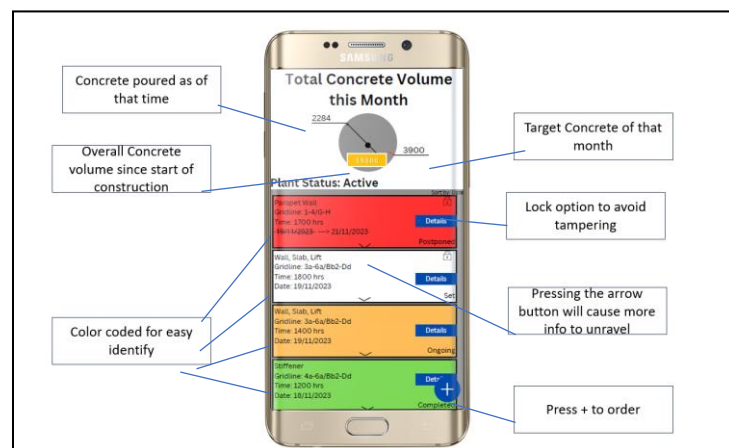 SAMSUNG
Total Concrete Volume
this Month
2284
3900
Plant Status: Active
Parapet Wall
Gridline: 1-4/G-H
Time: 1700 hrs
19/11/2023 ---> 21/11/2023
Details
Postponed
Wall, Slab, Lift
Gridline: 3a-6a/Bb2-Dd
Time: 1800 hrs
Date: 19/11/2023
Details
Set
Wall, Slab, Lift
Gridline: 3a-6a/Bb2-Dd
Time: 1400 hrs
Date: 19/11/2023
Details
Ongoing
Stiffener
Gridline: 4a-6a/Bb2-Dd
Time: 1200 hrs
Date: 18/11/2023
+
Completed
Concrete poured as of
that time
Overall Concrete
volume since start of
construction
Color coded for easy
identify
Target Concrete of that
month
Lock option to avoid
tampering
Pressing the arrow
button will cause more
info to unravel
Press + to order